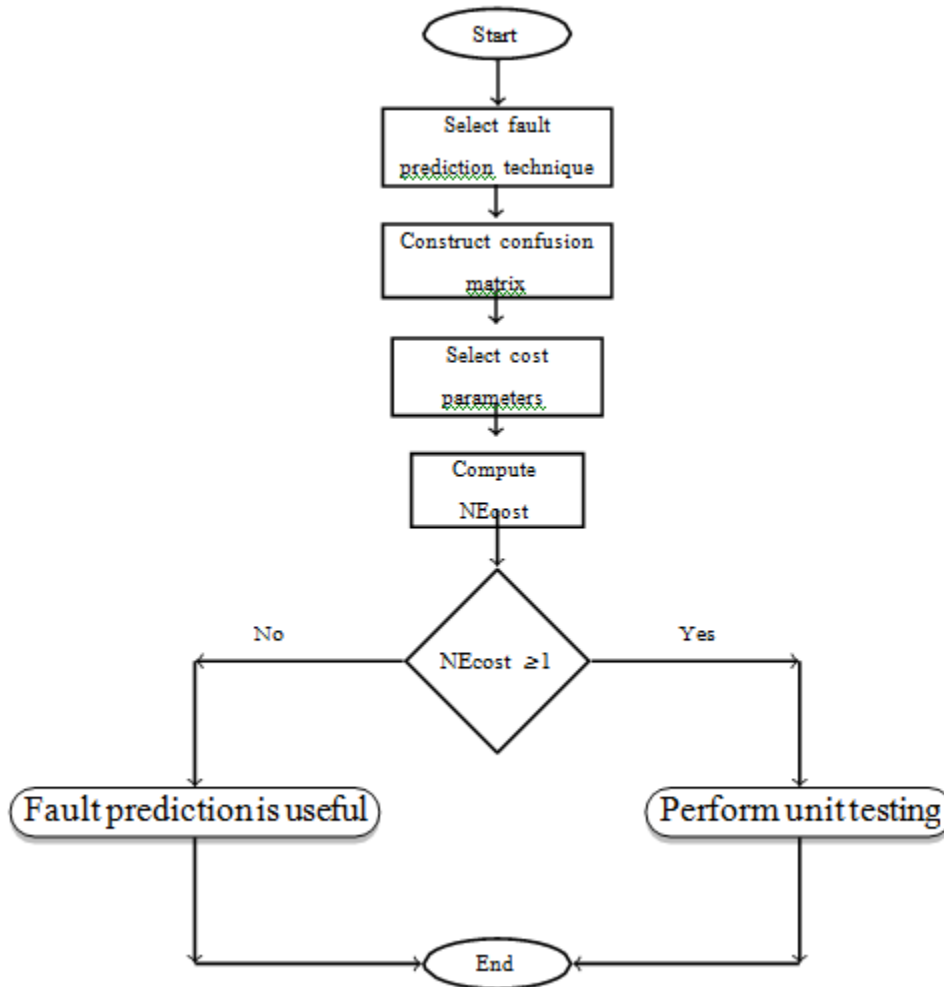 Start
Select fault
prediction technique
Construct confusion
matrix
Select cost
parameters
Compute
NEcost
No
Yes
NEcost ≥1
Fault prediction is useful
Perform unit testing
End